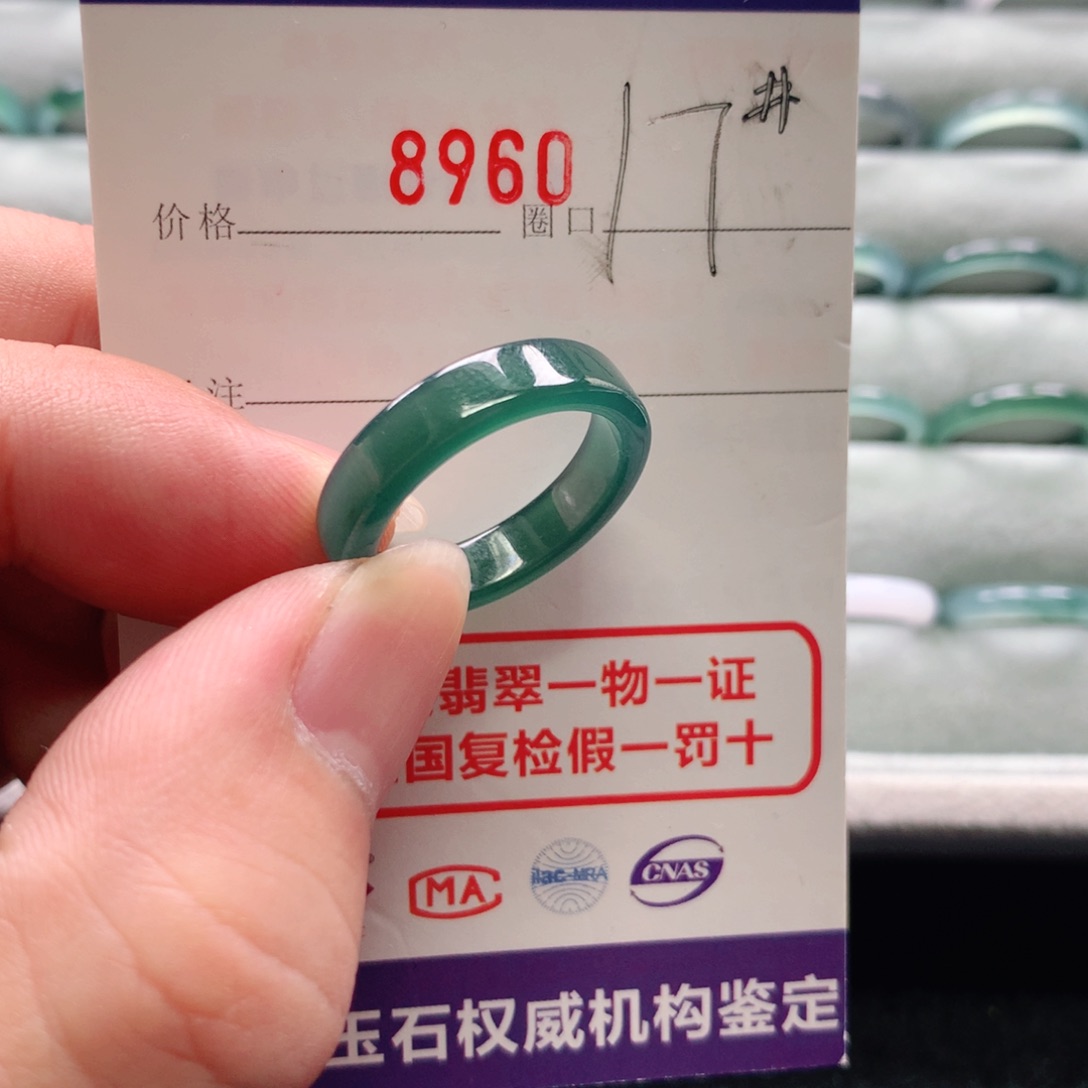 17#
8960
价格 圈口
注
翡翠一物一证
国复检假一罚十
MA ilac-MRA CNAS
玉石权威机构鉴定